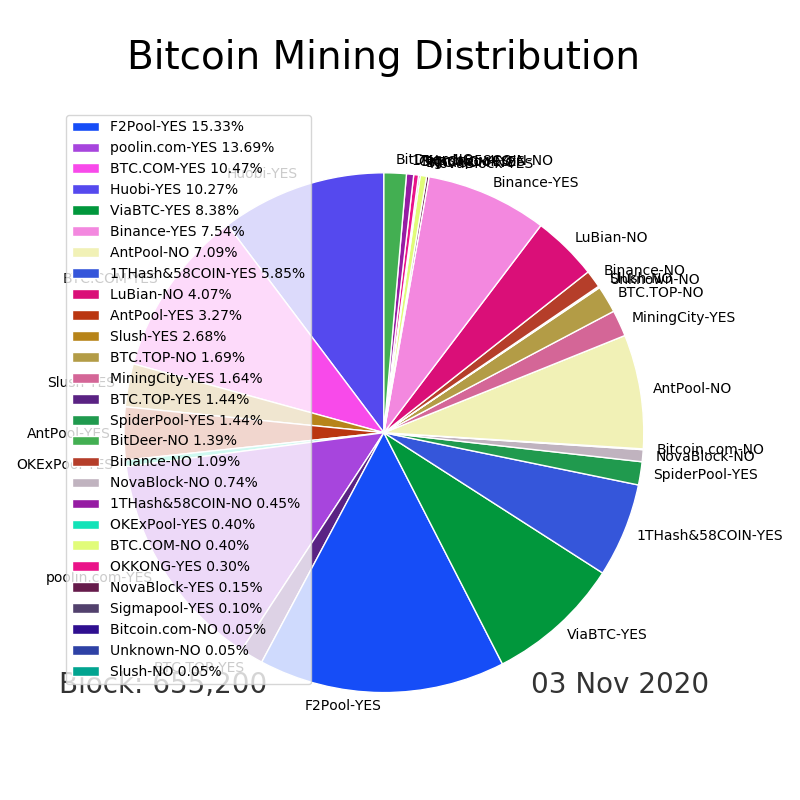 Bitcoin Mining Distribution
F2Pool-YES 15.33%
poolin.com-YES 13.69%
BTC.COM-YES 10.47%
Huobi-YES 10.27%
ViaBTC-YES 8.38%
Binance-YES 7.54%
AntPool-NO 7.09%
1THash&58COIN-YES 5.85%
LuBian-NO 4.07%
AntPool-YES 3.27%
Slush-YES 2.68%
BTC.TOP-NO 1.69%
MiningCity-YES 1.64%
BTC.TOP-YES 1.44%
SpiderPool-YES 1.44%
BitDeer-NO 1.39%
Binance-NO 1.09%
NovaBlock-NO 0.74%
1THash&58COIN-NO 0.45%
OKExPool-YES 0.40%
BTC.COM-NO 0.40%
OKKONG-YES 0.30%
NovaBlock-YES 0.15%
Sigmapool-YES 0.10%
Bitcoin.com-NO 0.05%
Unknown-NO 0.05%
Slush-NO 0.05%
Huobi-YES
BTC.COM-YES
Slush-YES
AntPool-YES
OKExPool-YES
poolin.com-YES
BTC.TOP-YES
F2Pool-YES
ViaBTC-YES
1THash&58COIN-YES
SpiderPool-YES
NovaBlock-NO
Bitcoin.com-NO
AntPool-NO
MiningCity-YES
BTC.TOP-NO
Unknown-NO
Slush-NO
Binance-NO
LuBian-NO
Binance-YES
NovaBlock-YES
BitDeer-NO
Block: 655,200
03 Nov 2020